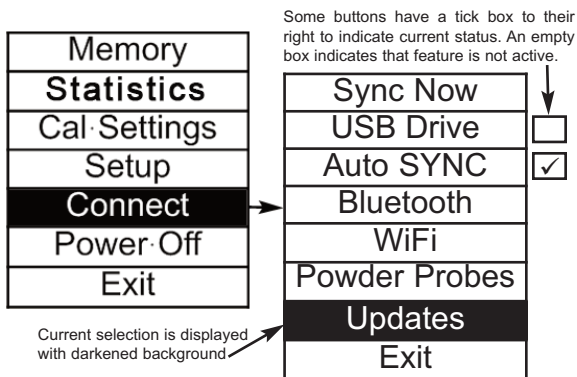 Some buttons have a tick box to their
right to indicate current status. An empty
box indicates that feature is not active.
Memory
Statistics
Cal·Settings
Setup
Connect
Power·Off
Exit
Sync Now
USB Drive
Auto SYNC
Bluetooth
WiFi
Powder Probes
Updates
Exit
Current selection is displayed
with darkened background